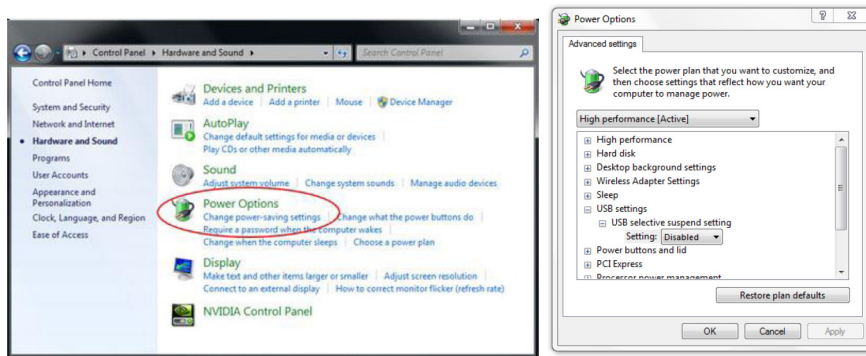 Control Panel Hardware and Sound Search Control Panel
Control Panel Home
System and Security
Network and Internet
Hardware and Sound
Programs
User Accounts
Appearance and
Personalization
Clock, Language, and Region
Ease of Access
Devices and Printers
Add a device Add a printer Mouse Device Manager
AutoPlay
Change default settings for media or devices
Play CDs or other media automatically
Sound
Adjust system volume Change system sounds Manage audio devices
Power Options
Change power-saving settings Change what the power buttons do
Require a password when the computer wakes
Change when the computer sleeps Choose a power plan
Display
Make text and other items larger or smaller Adjust screen resolution
Connect to an external display How to correct monitor flicker (refresh rate)
NVIDIA Control Panel
Power Options
Advanced settings
Select the power plan that you want to customize, and
then choose settings that reflect how you want your
computer to manage power.
High performance [Active]
High performance
Hard disk
Desktop background settings
Wireless Adapter Settings
Sleep
USB settings
USB selective suspend setting
Setting: Disabled
Power buttons and lid
PCI Express
Processor power management
Restore plan defaults
OK Cancel Apply